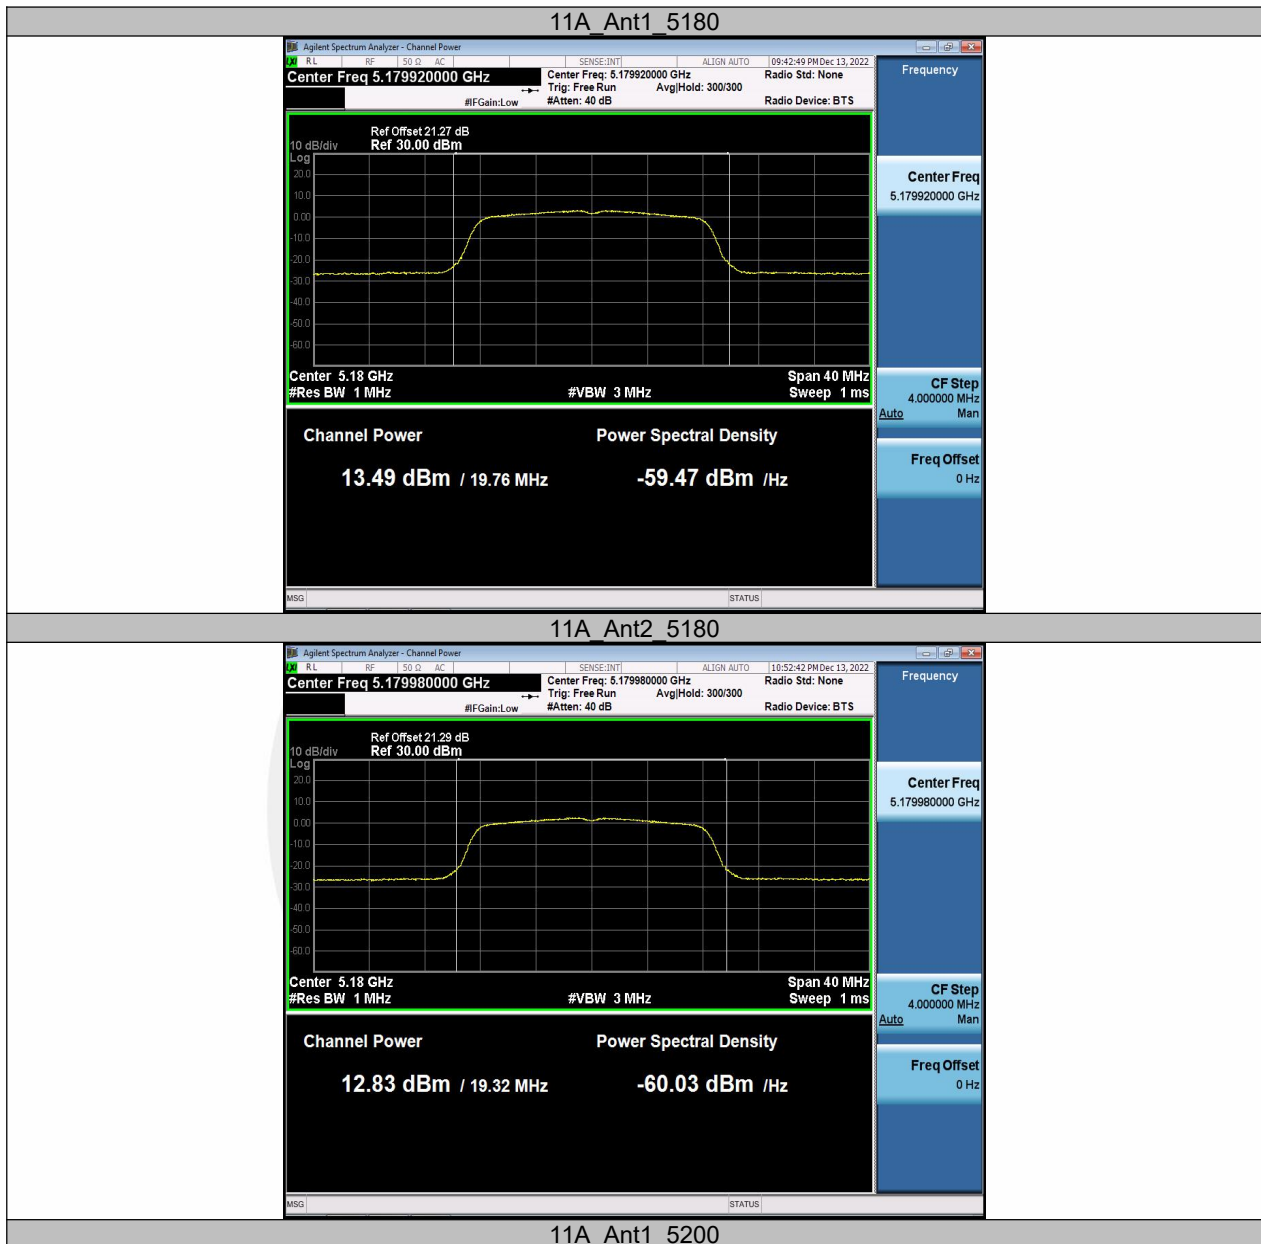 11A_Ant1_5180
Agilent Spectrum Analyzer - Channel Power
RL RF 50 Ω AC SENSE:INT ALIGN AUTO 09:42:49 PM Dec 13, 2022
Center Freq 5.179920000 GHz
Center Freq: 5.179920000 GHz Radio Std: None
Trig: Free Run Avg|Hold: 300/300
#IFGain:Low #Atten: 40 dB Radio Device: BTS
Frequency
Ref Offset 21.27 dB
10 dB/div Ref 30.00 dBm
Log
20.0
10.0
0.00
-10.0
-20.0
-30.0
-40.0
-50.0
-60.0
Center 5.18 GHz Span 40 MHz
#Res BW 1 MHz #VBW 3 MHz Sweep 1 ms
Channel Power Power Spectral Density
13.49 dBm / 19.76 MHz -59.47 dBm /Hz
Center Freq
5.179920000 GHz
CF Step
4.000000 MHz
Auto Man
Freq Offset
0 Hz
MSG STATUS
11A_Ant2_5180
Agilent Spectrum Analyzer - Channel Power
RL RF 50 Ω AC SENSE:INT ALIGN AUTO 10:52:42 PM Dec 13, 2022
Center Freq 5.179980000 GHz
Center Freq: 5.179980000 GHz Radio Std: None
Trig: Free Run Avg|Hold: 300/300
#IFGain:Low #Atten: 40 dB Radio Device: BTS
Frequency
Ref Offset 21.29 dB
10 dB/div Ref 30.00 dBm
Log
20.0
10.0
0.00
-10.0
-20.0
-30.0
-40.0
-50.0
-60.0
Center 5.18 GHz Span 40 MHz
#Res BW 1 MHz #VBW 3 MHz Sweep 1 ms
Channel Power Power Spectral Density
12.83 dBm / 19.32 MHz -60.03 dBm /Hz
Center Freq
5.179980000 GHz
CF Step
4.000000 MHz
Auto Man
Freq Offset
0 Hz
MSG STATUS
11A_Ant1_5200